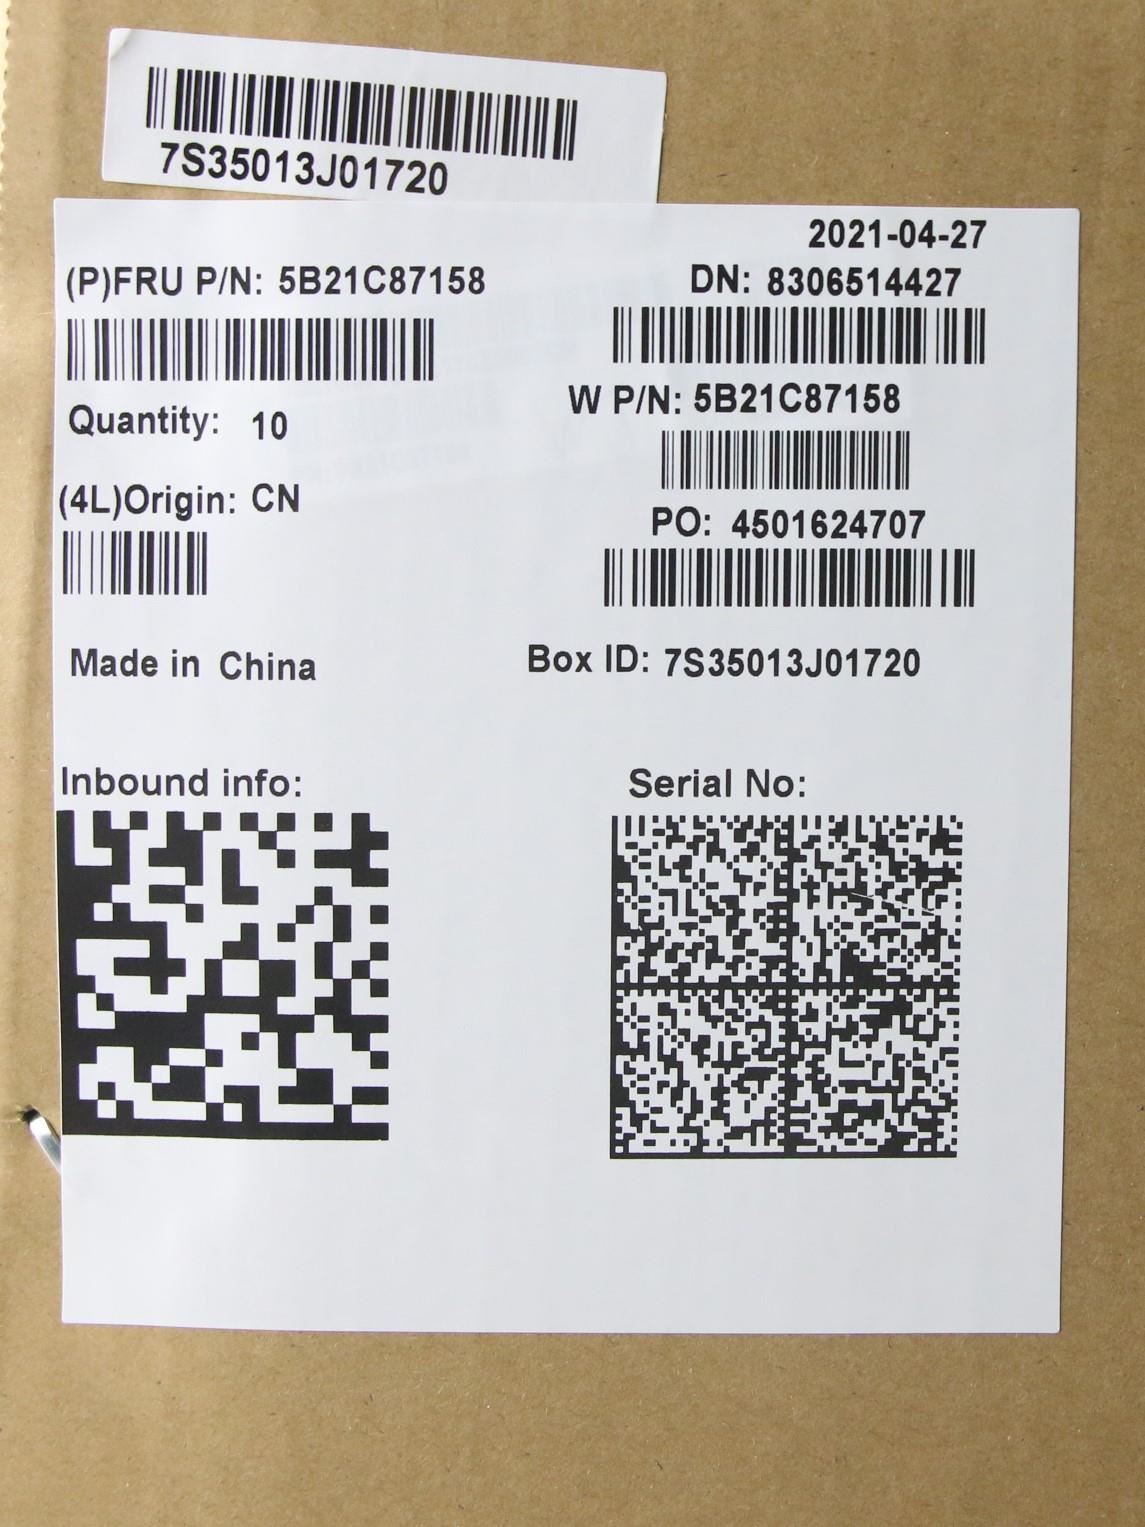 7S35013J01720
2021-04-27
(P)FRU P/N: 5B21C87158
DN: 8306514427
Quantity: 10
W P/N: 5B21C87158
(4L)Origin: CN
PO: 4501624707
Made in China
Box ID: 7S35013J01720
Inbound info:
Serial No: